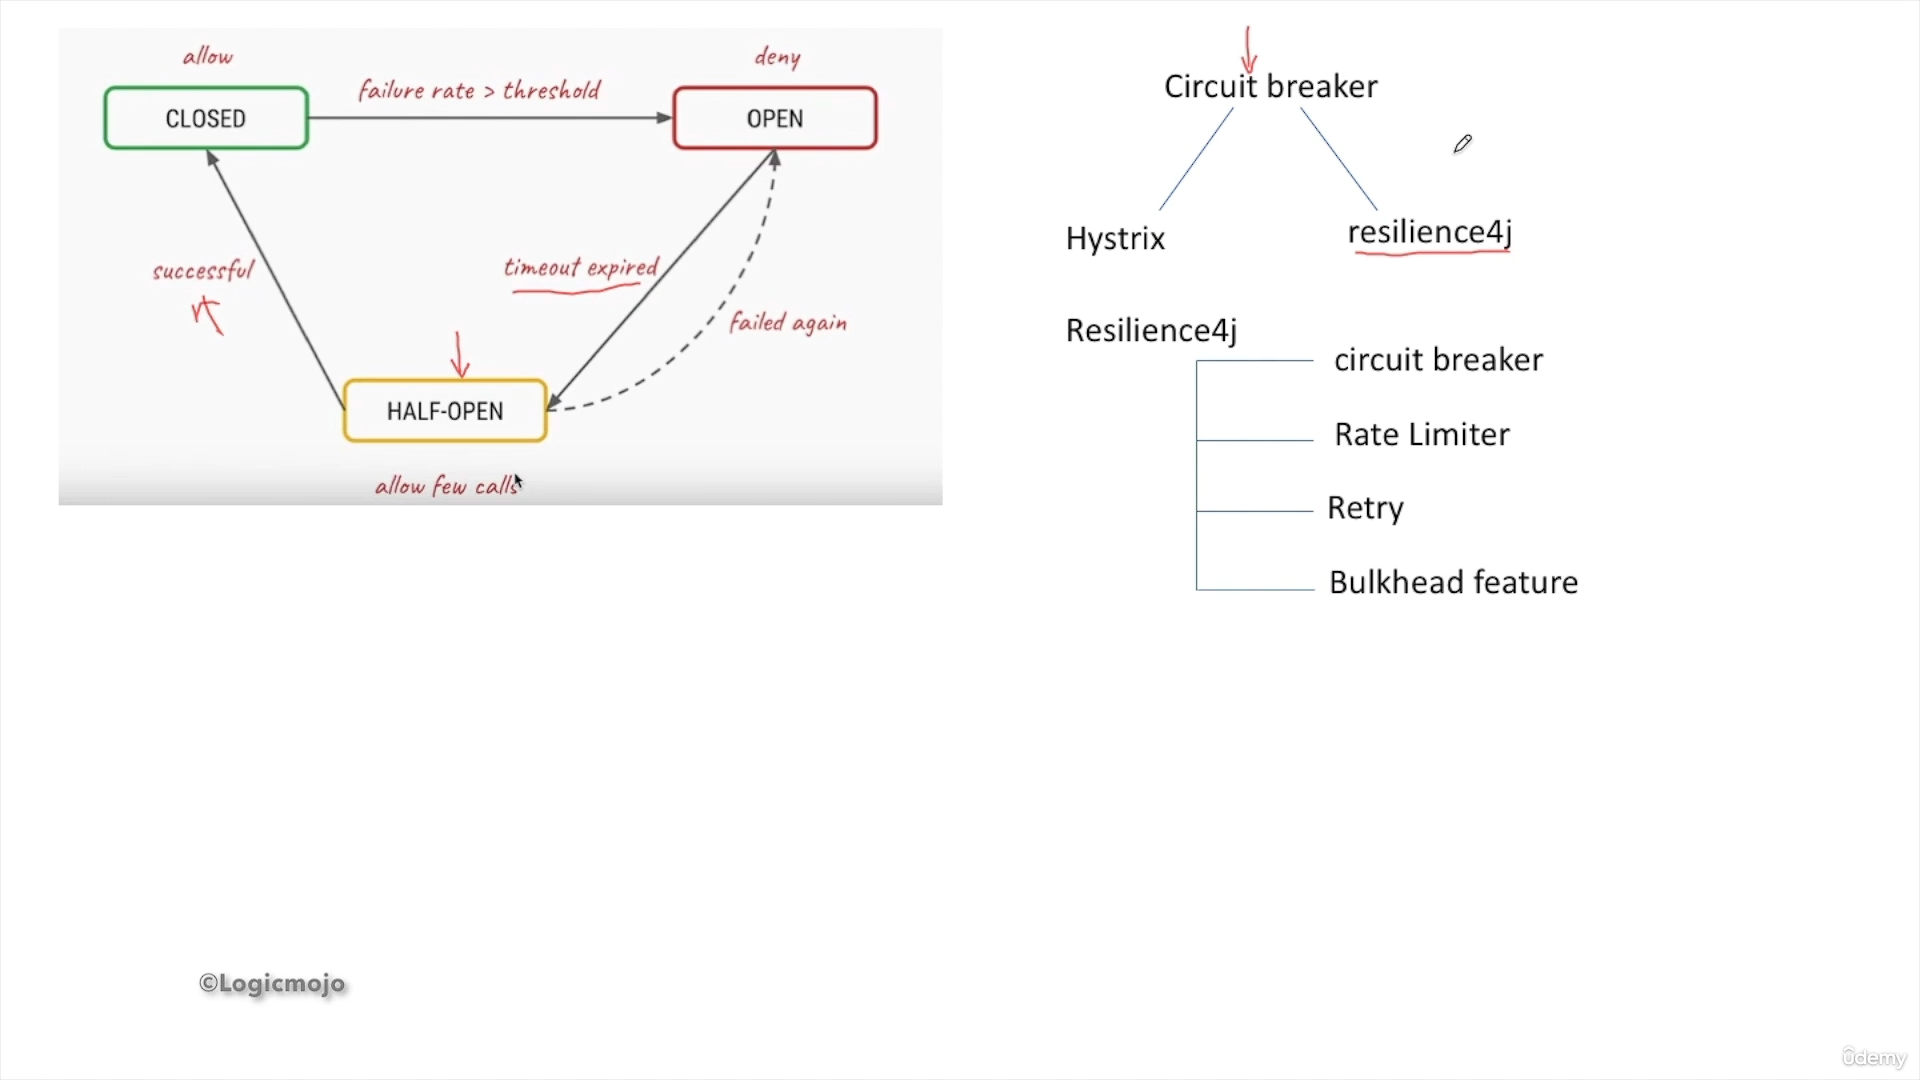 allow
deny
failure rate > threshold
CLOSED
OPEN
successful
timeout expired
failed again
HALF-OPEN
allow few calls
Circuit breaker
Hystrix
resilience4j
Resilience4j
circuit breaker
Rate Limiter
Retry
Bulkhead feature
©Logicmojo
ûdemy